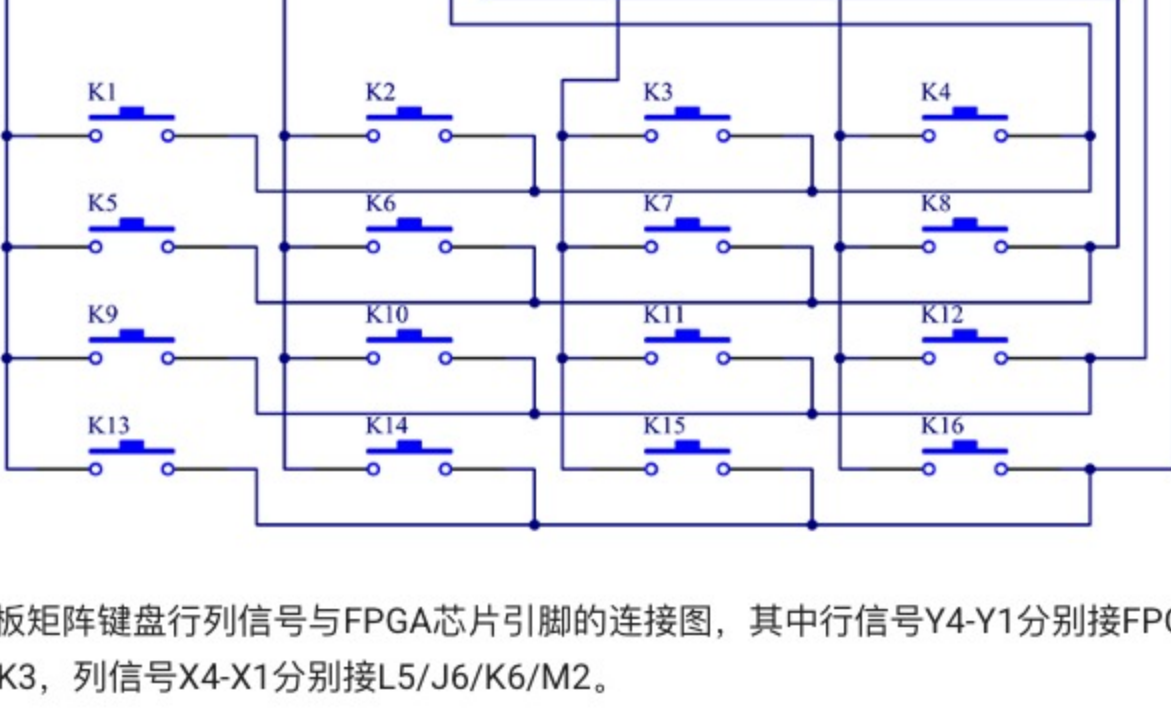 K1 K2 K3 K4
K5 K6 K7 K8
K9 K10 K11 K12
K13 K14 K15 K16
板矩阵键盘行列信号与FPGA芯片引脚的连接图，其中行信号Y4-Y1分别接FPG
K3，列信号X4-X1分别接L5/J6/K6/M2。